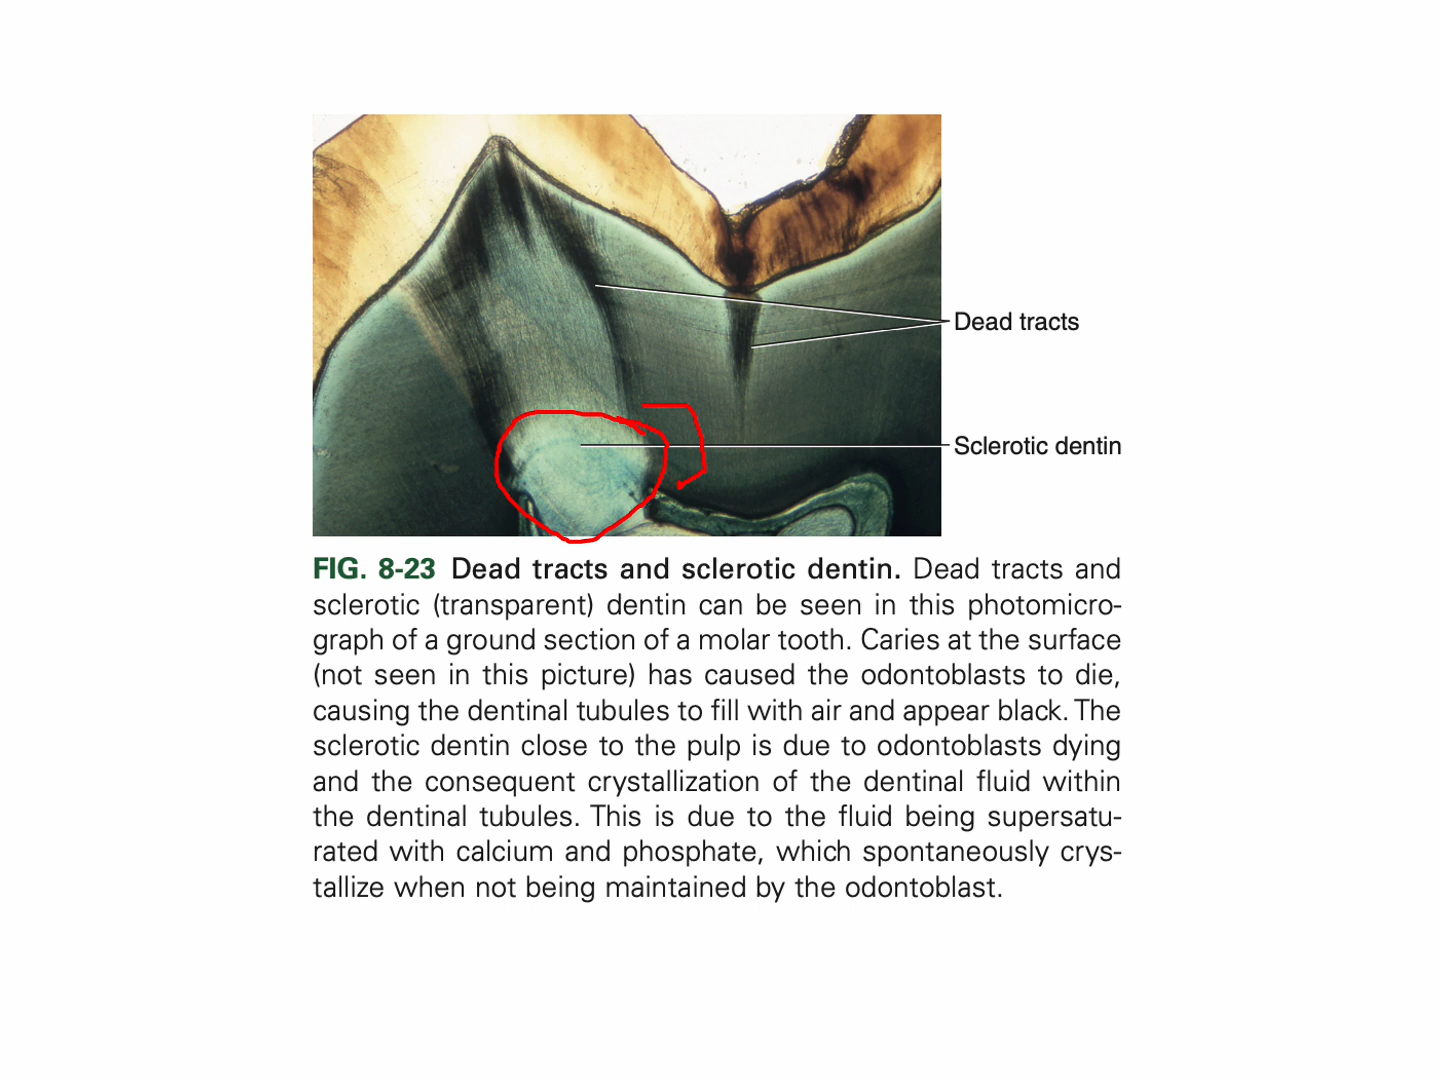 Dead tracts
Sclerotic dentin
FIG. 8-23 Dead tracts and sclerotic dentin. Dead tracts and
sclerotic (transparent) dentin can be seen in this photomicro-
graph of a ground section of a molar tooth. Caries at the surface
(not seen in this picture) has caused the odontoblasts to die,
causing the dentinal tubules to fill with air and appear black. The
sclerotic dentin close to the pulp is due to odontoblasts dying
and the consequent crystallization of the dentinal fluid within
the dentinal tubules. This is due to the fluid being supersatu-
rated with calcium and phosphate, which spontaneously crys-
tallize when not being maintained by the odontoblast.